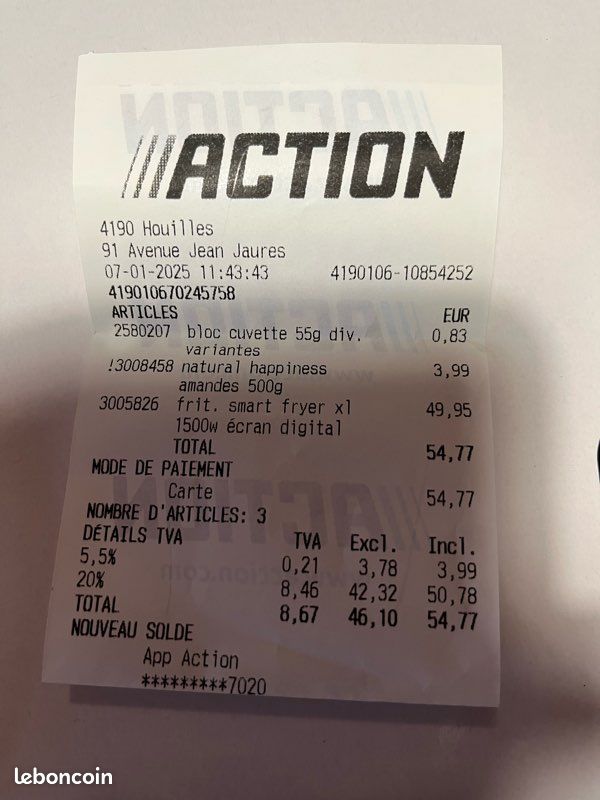 ACTION
4190 Houilles
91 Avenue Jean Jaures
07-01-2025 11:43:43 4190106-10854252
419010670245758
ARTICLES EUR
2580207 bloc cuvette 55g div. 0,83
variantes
!3008458 natural happiness 3,99
amandes 500g
3005826 frit. smart fryer xl 49,95
1500w écran digital
TOTAL 54,77
MODE DE PAIEMENT
Carte 54,77
NOMBRE D'ARTICLES: 3
DÉTAILS TVA TVA Excl. Incl.
5,5% 0,21 3,78 3,99
20% 8,46 42,32 50,78
TOTAL 8,67 46,10 54,77
NOUVEAU SOLDE
App Action
*********7020
leboncoin